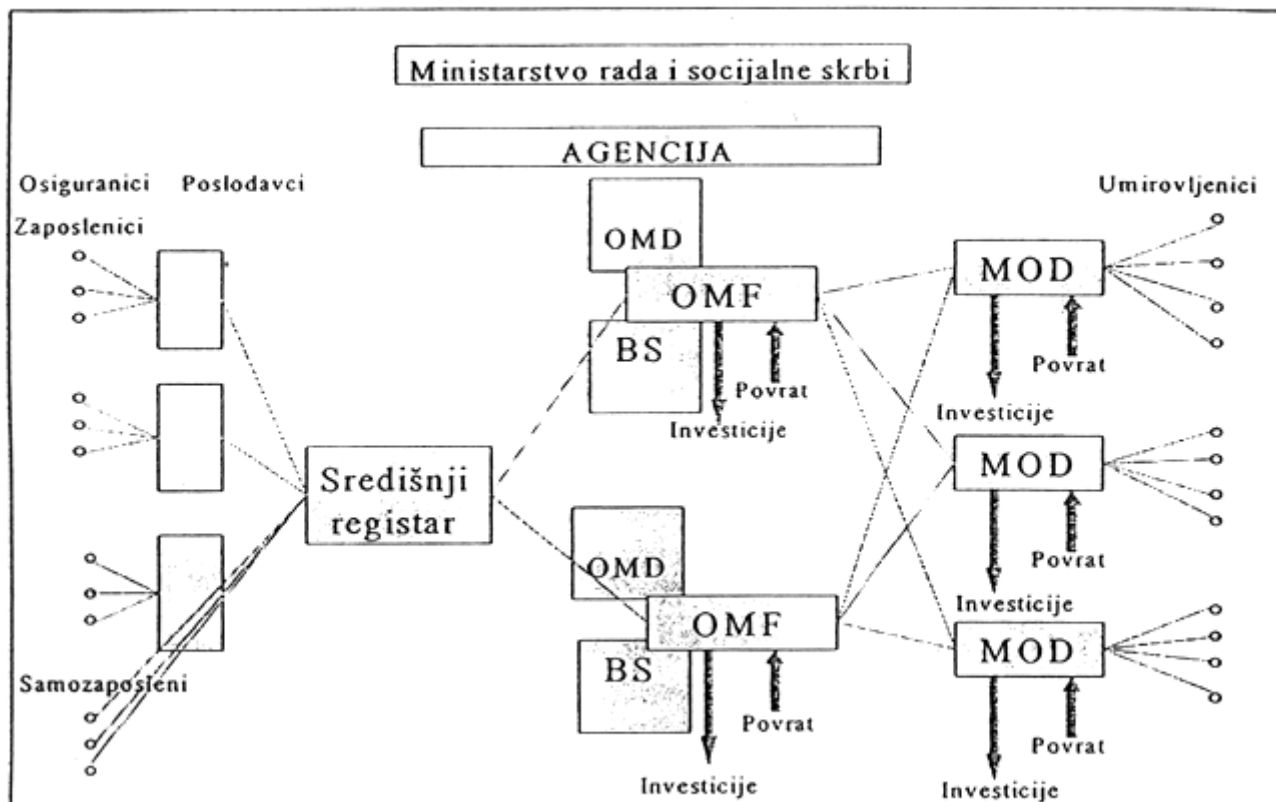 Ministarstvo rada i socijalne skrbi
AGENCIJA
Osiguranici
Poslodavci
Umirovljenici
Zaposlenici
OMD
OMF
BS
Povrat
Investicije
MOD
Povrat
Investicije
Središnji
registar
MOD
Povrat
Investicije
OMD
OMF
BS
Povrat
Investicije
MOD
Povrat
Investicije
Samozaposleni